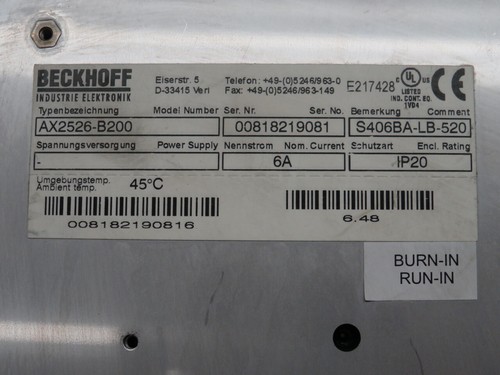 BECKHOFF
INDUSTRIE ELEKTRONIK
Eiserstr. 5 Telefon: +49-(0)5246/963-0
D-33415 Verl Fax: +49-(0)5246/963-149
E217428 C UL US LISTED
IND. CONT. EQ.
1VD4
CE
Typenbezeichnung Model Number Ser. Nr. Ser. No. Bemerkung Comment
AX2526-B200 00818219081 S406BA-LB-520
Spannungsversorgung Power Supply Nennstrom Nom. Current Schutzart Encl. Rating
- 6A IP20
Umgebungstemp.
Ambient temp. 45°C
008182190816 6.48
BURN-IN
RUN-IN